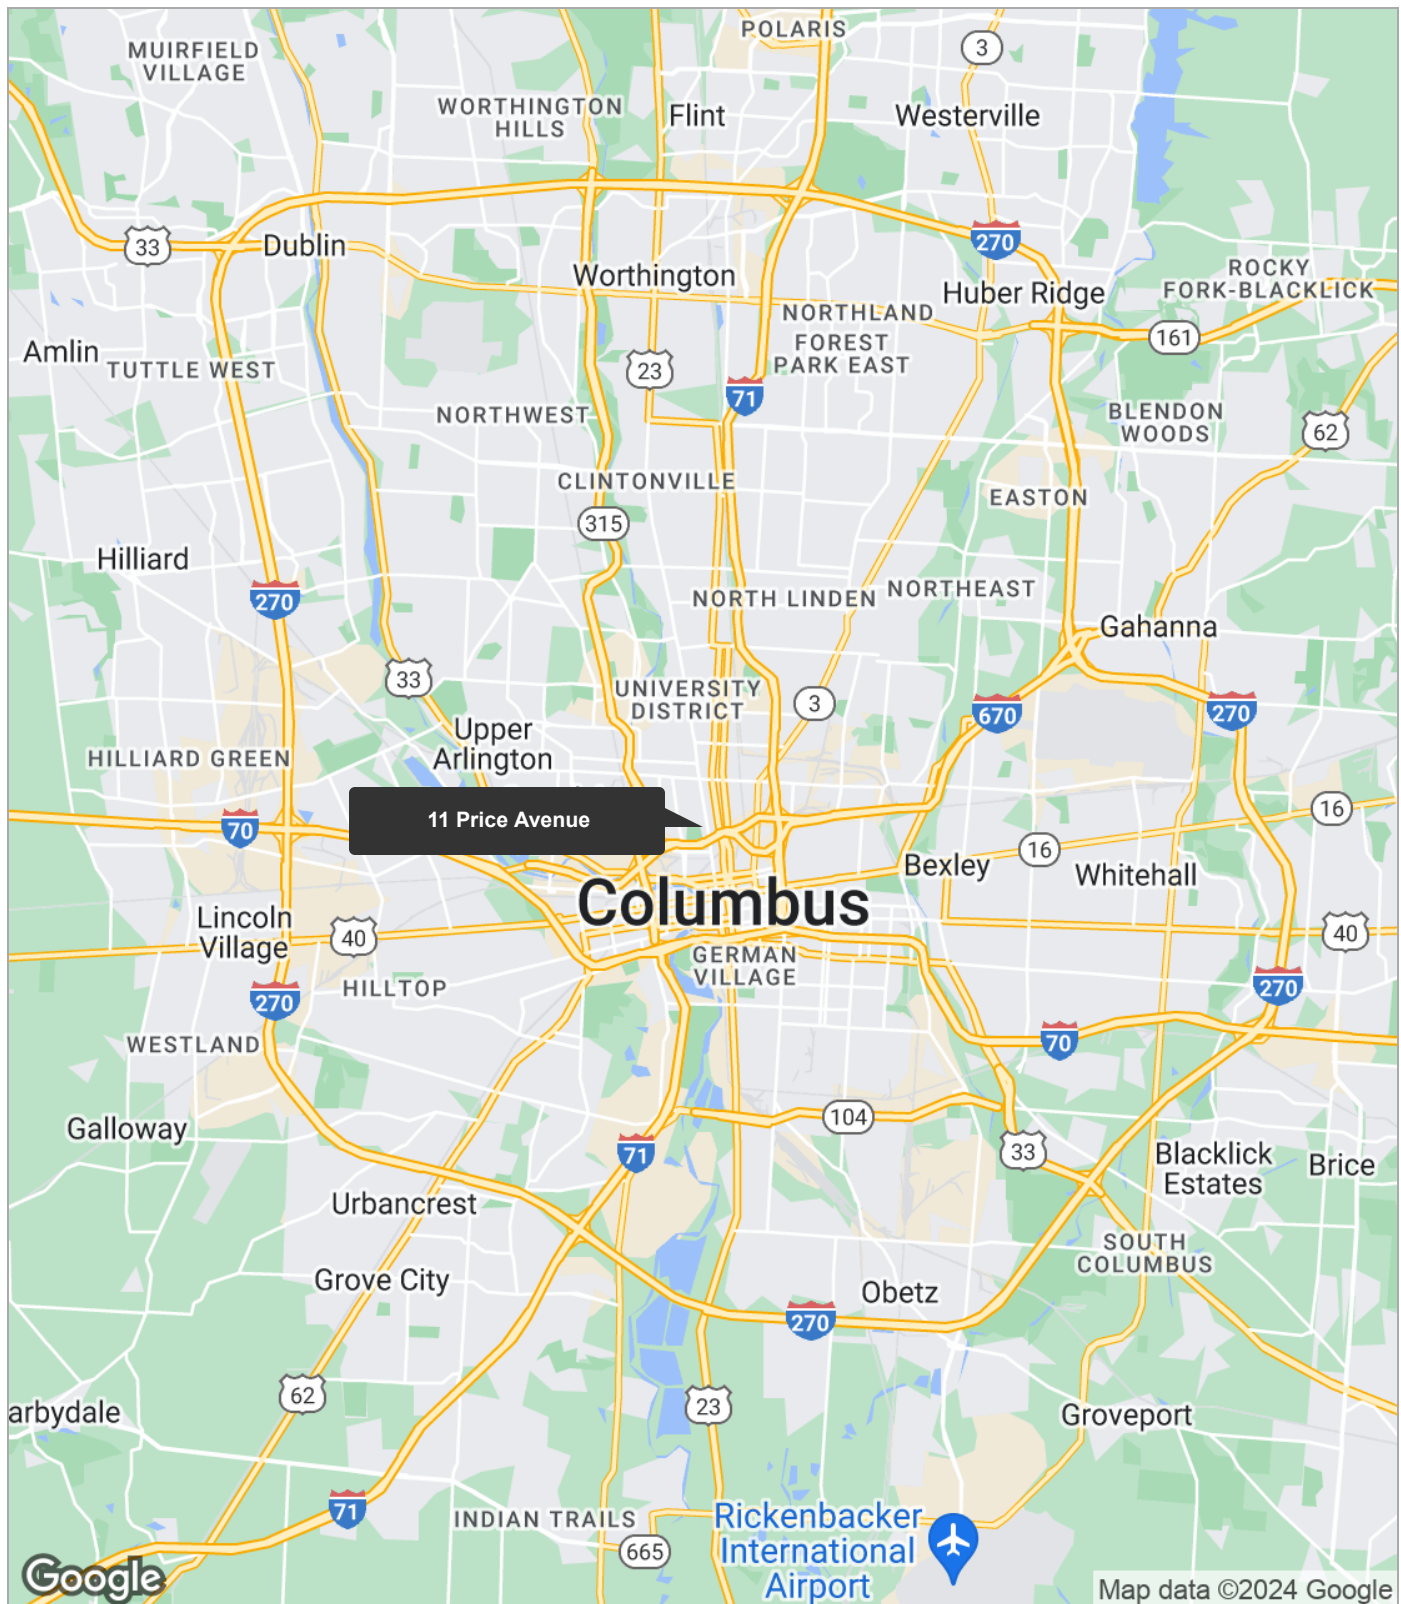 POLARIS
3
MUIRFIELD
VILLAGE
WORTHINGTON
HILLS
Flint
Westerville
33
Dublin
270
Worthington
Huber Ridge
ROCKY
FORK-BLACKLICK
NORTHLAND
FOREST
PARK EAST
161
Amlin
TUTTLE WEST
23
71
NORTHWEST
BLENDON
WOODS
62
CLINTONVILLE
EASTON
315
Hilliard
270
NORTH LINDEN
NORTHEAST
Gahanna
33
UNIVERSITY
DISTRICT
3
670
270
Upper
Arlington
HILLIARD GREEN
70
11 Price Avenue
16
16
Bexley
Whitehall
Columbus
Lincoln
Village
40
40
GERMAN
VILLAGE
HILLTOP
270
270
WESTLAND
70
Galloway
104
71
33
Blacklick
Estates
Brice
Urbancrest
SOUTH
COLUMBUS
Grove City
Obetz
270
62
23
arbydale
Groveport
71
INDIAN TRAILS
665
Rickenbacker
International
Airport
Google
Map data ©2024 Google